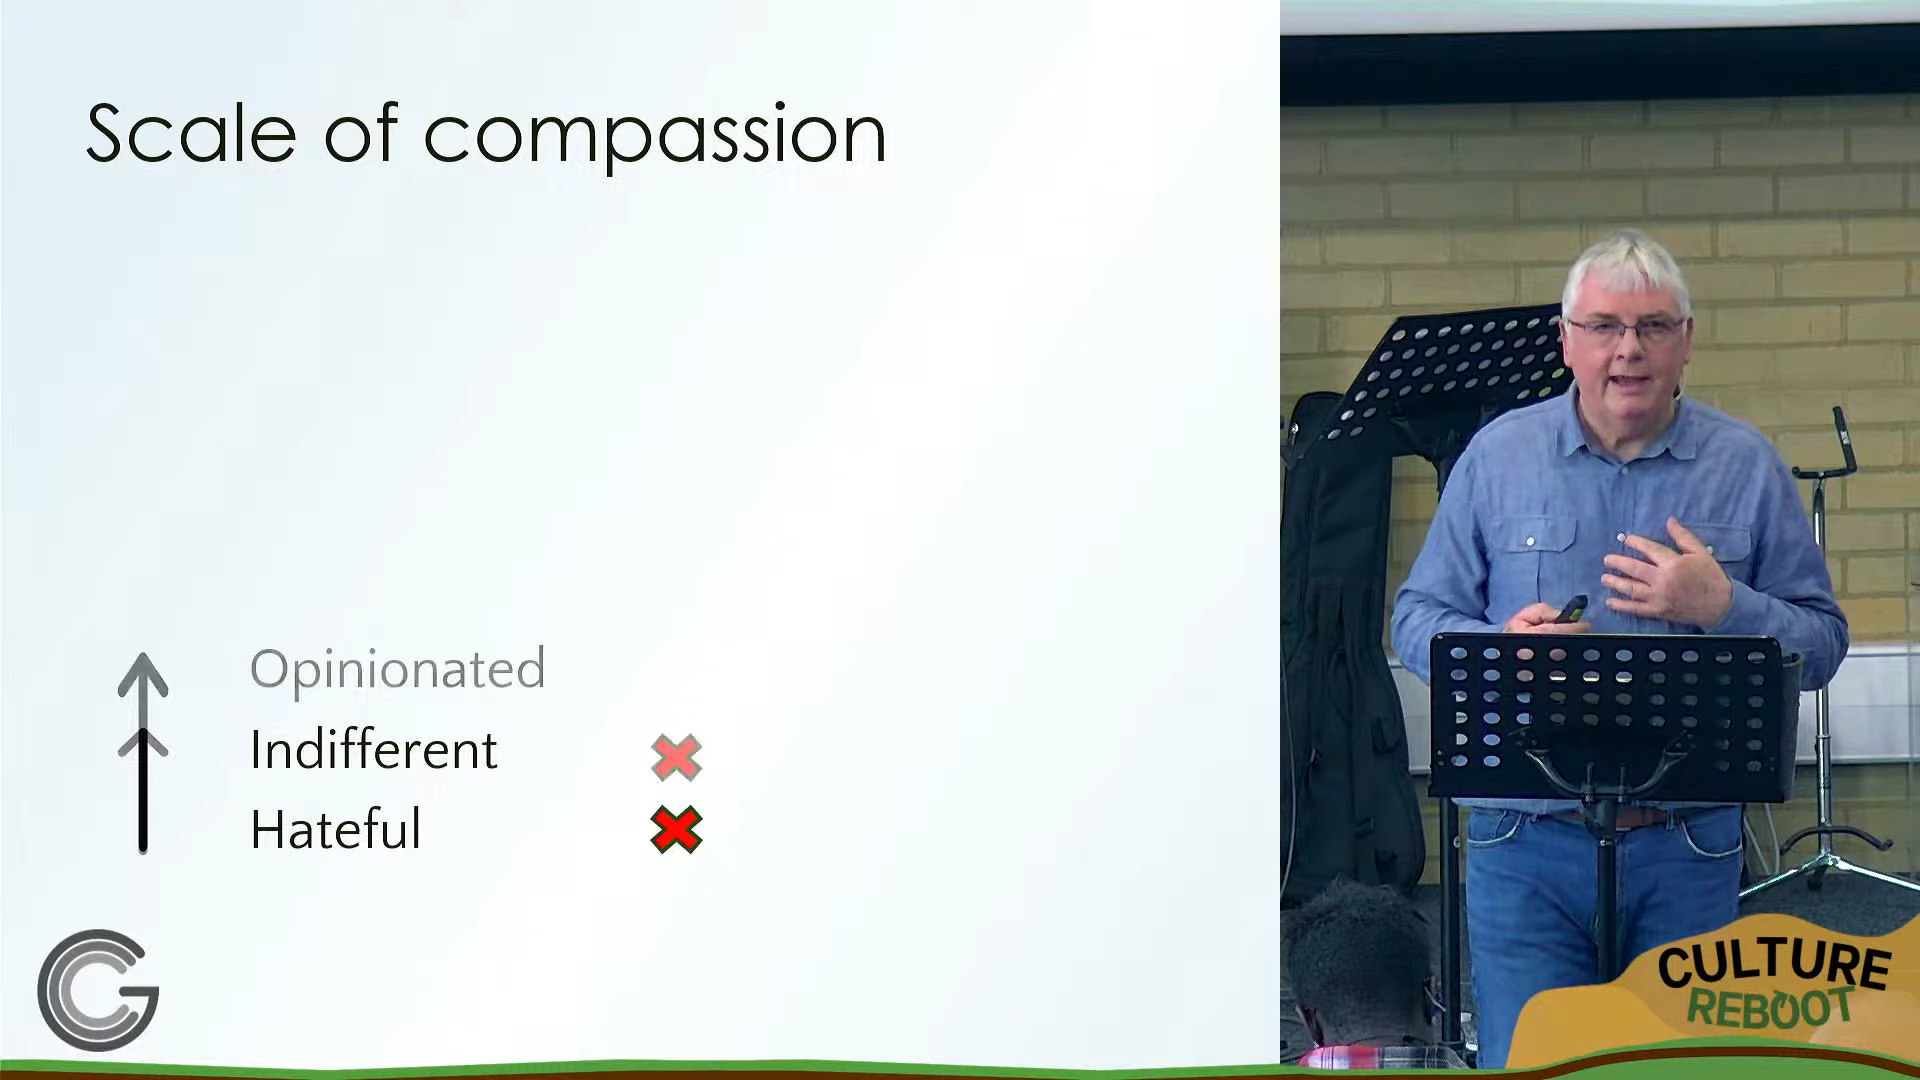 Scale of compassion
Opinionated
Indifferent
Hateful
CULTURE
REBOOT